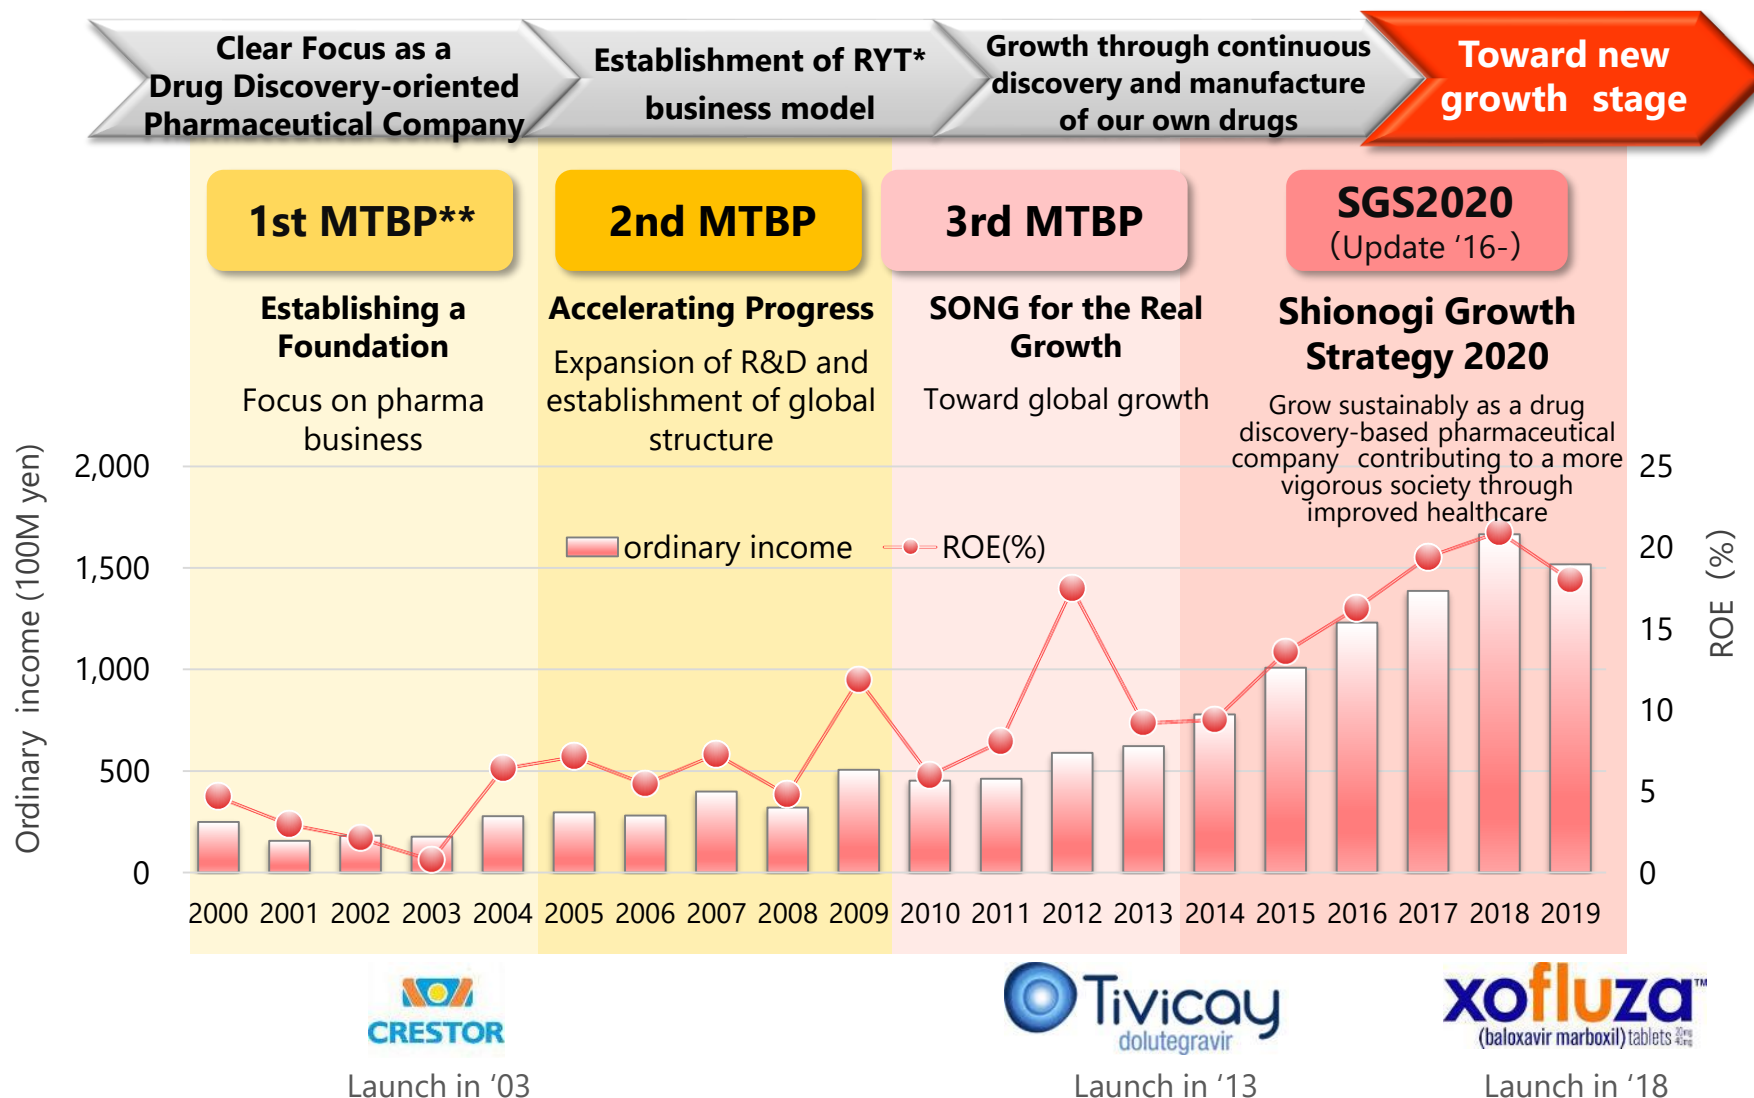 Clear Focus as a
Drug Discovery-oriented
Pharmaceutical Company
Establishment of RYT*
business model
Growth through continuous
discovery and manufacture
of our own drugs
Toward new
growth stage
1st MTBP**
2nd MTBP
3rd MTBP
SGS2020
(Update ‘16-)
Establishing a
Foundation
Focus on pharma
business
Accelerating Progress
Expansion of R&D and
establishment of global
structure
SONG for the Real
Growth
Toward global growth
Shionogi Growth
Strategy 2020
Grow sustainably as a drug
discovery-based pharmaceutical
company contributing to a more
vigorous society through
improved healthcare
Ordinary income (100M yen)
2,000
1,500
1,000
500
0
ordinary income
ROE(%)
25
20
15
10
5
0
ROE (%)
2000 2001 2002 2003 2004 2005 2006 2007 2008 2009 2010 2011 2012 2013 2014 2015 2016 2017 2018 2019
CRESTOR
Launch in ‘03
Tivicay
dolutegravir
Launch in ‘13
xofluza™
(baloxavir marboxil) tablets 20mg
40mg
Launch in ‘18